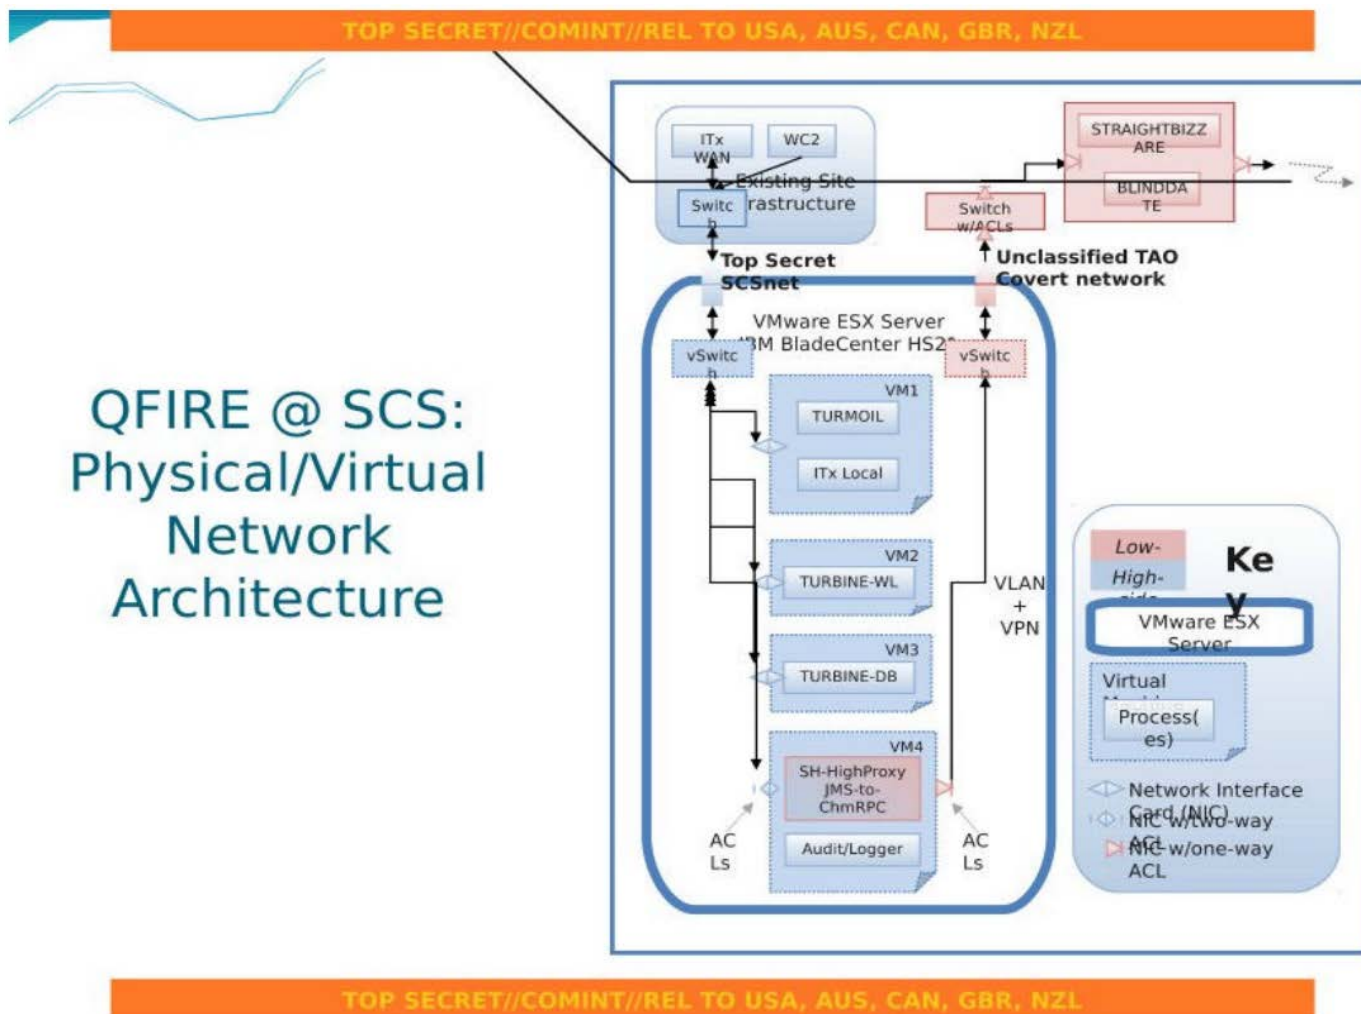 TOP SECRET//COMINT//REL TO USA, AUS, CAN, GBR, NZL
QFIRE @ SCS:
Physical/Virtual
Network
Architecture
ITx
WAN
WC2
Existing Site
Switc
h
STRAIGHTBIZZ
ARE
BLINDDA
TE
Switch
w/ACLs
Top Secret
SCSnet
Unclassified TAO
Covert network
VMware ESX Server
BladeCenter
vSwitc
h
vSwitc
h
VM1
TURMOIL
ITx Local
VM2
TURBINE-WL
VM3
TURBINE-DB
VLAN
+
VPN
VM4
SH-HighProxy
JMS-to-
ChmRPC
Audit/Logger
AC
Ls
AC
Ls
Ke
y
Low-
High-
VMware ESX
Server
Virtual
Process(
es)
Network Interface
Card (NIC)
NIC w/two-way
ACL
NIC w/one-way
ACL
TOP SECRET//COMINT//REL TO USA, AUS, CAN, GBR, NZL